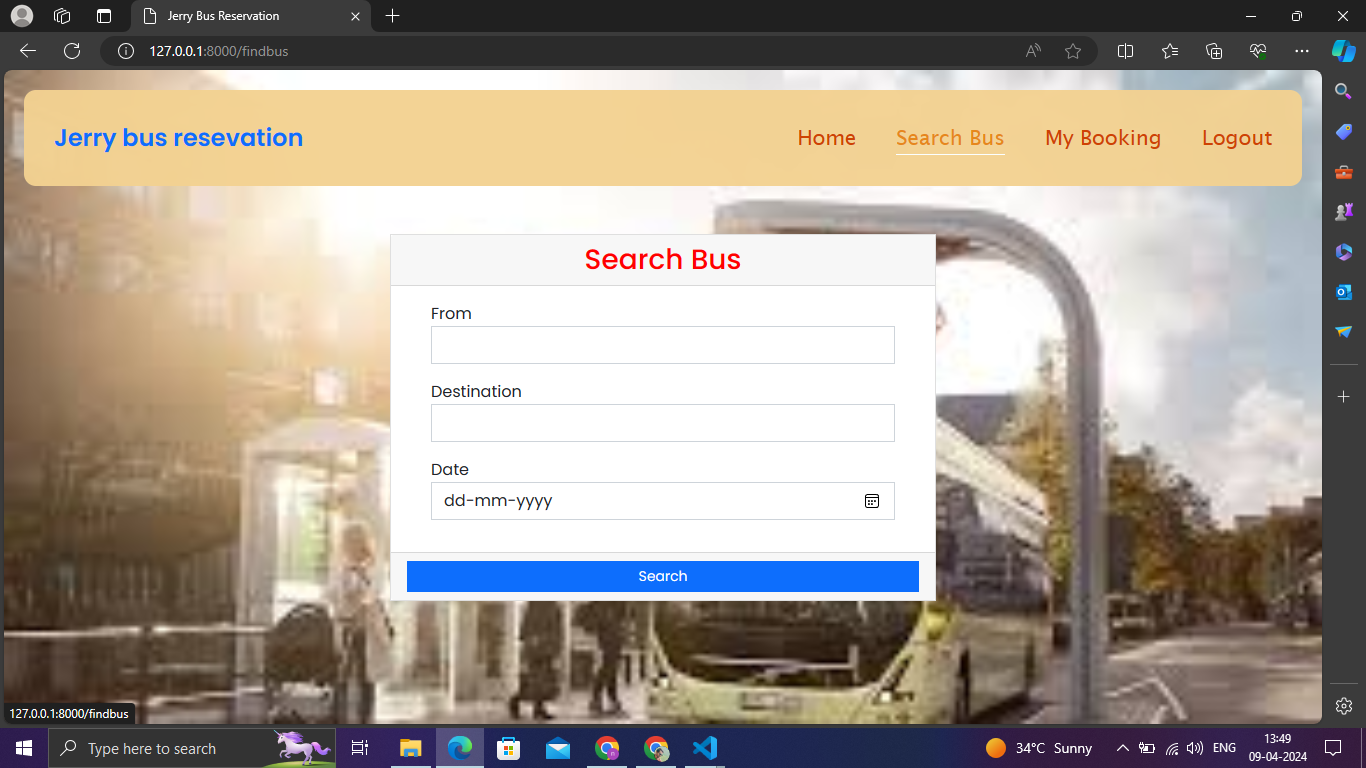 Jerry Bus Reservation
127.0.0.1:8000/findbus
Jerry bus resevation
Home
Search Bus
My Booking
Logout
Search Bus
From
Destination
Date
dd-mm-yyyy
Search
127.0.0.1:8000/findbus
Type here to search
34°C Sunny
ENG
13:49
09-04-2024